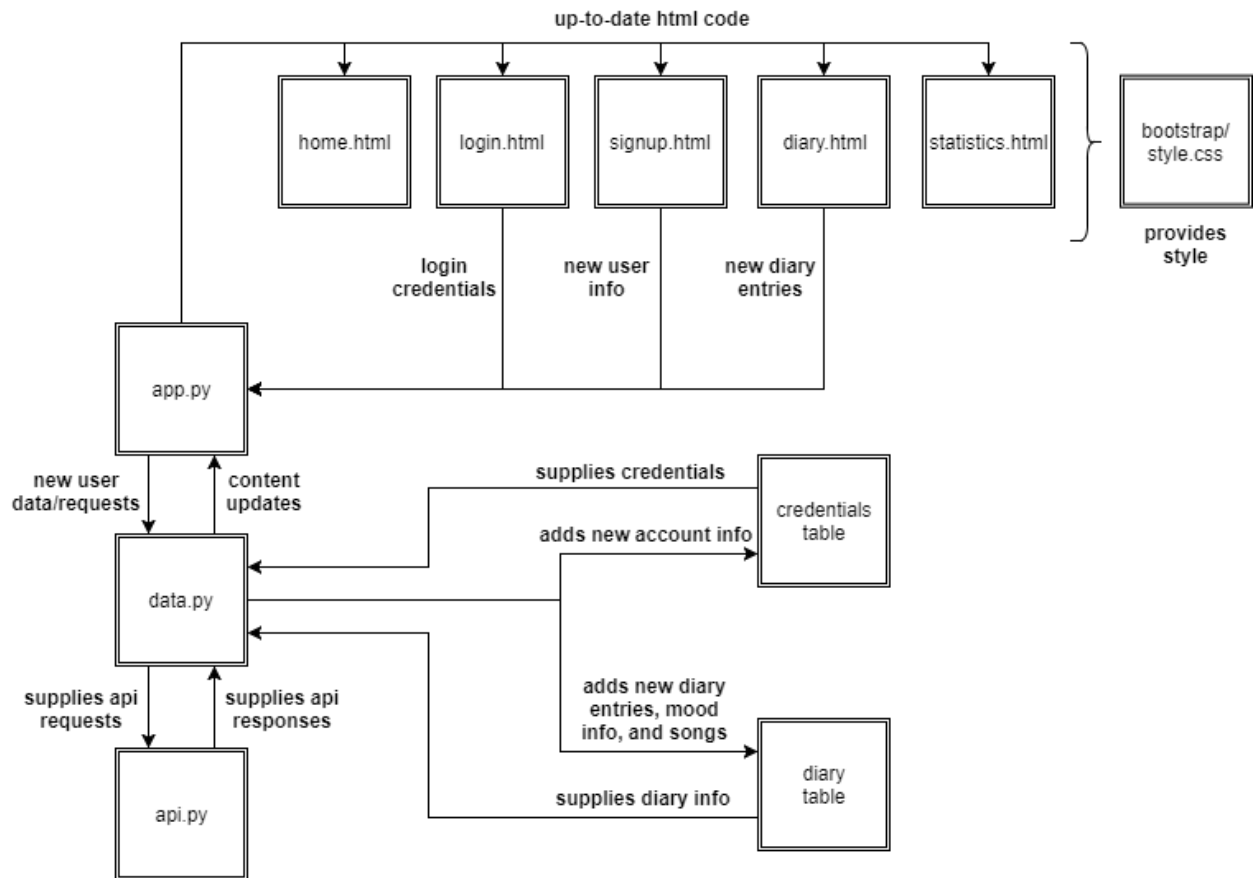 up-to-date html code
home.html
login.html
signup.html
diary.html
statistics.html
bootstrap/
style.css
provides
style
login
credentials
new user
info
new diary
entries
app.py
new user
data/requests
content
updates
supplies credentials
credentials
table
adds new account info
data.py
supplies api
requests
supplies api
responses
adds new diary
entries, mood
info, and songs
diary
table
supplies diary info
api.py